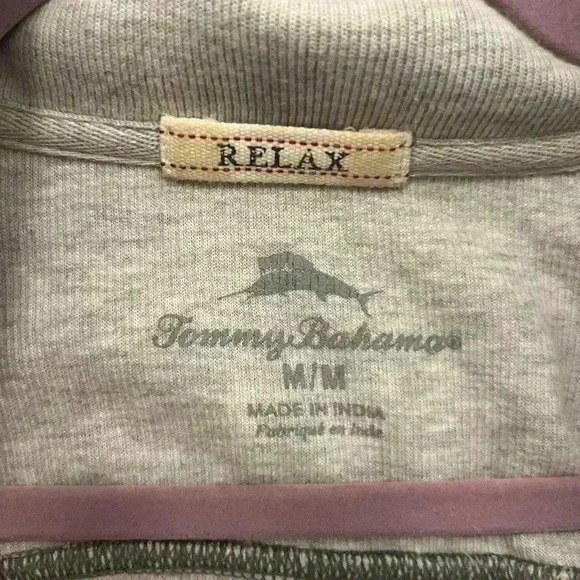 RELAX
Tommy Bahama®
M/M
MADE IN INDIA
Fabriqué en Inde